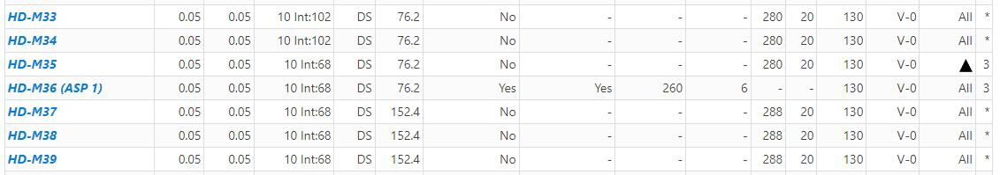 HD-M33 0.05 0.05 10 Int:102 DS 76.2 No - - - 280 20 130 V-0 All *
HD-M34 0.05 0.05 10 Int:102 DS 76.2 No - - - 280 20 130 V-0 All *
HD-M35 0.05 0.05 10 Int:68 DS 76.2 No - - - 280 20 130 V-0 ▲ 3
HD-M36 (ASP 1) 0.05 0.05 10 Int:68 DS 76.2 Yes Yes 260 6 - - 130 V-0 All 3
HD-M37 0.05 0.05 10 Int:68 DS 152.4 No - - - 288 20 130 V-0 All *
HD-M38 0.05 0.05 10 Int:68 DS 152.4 No - - - 288 20 130 V-0 All *
HD-M39 0.05 0.05 10 Int:68 DS 152.4 No - - - 288 20 130 V-0 All *